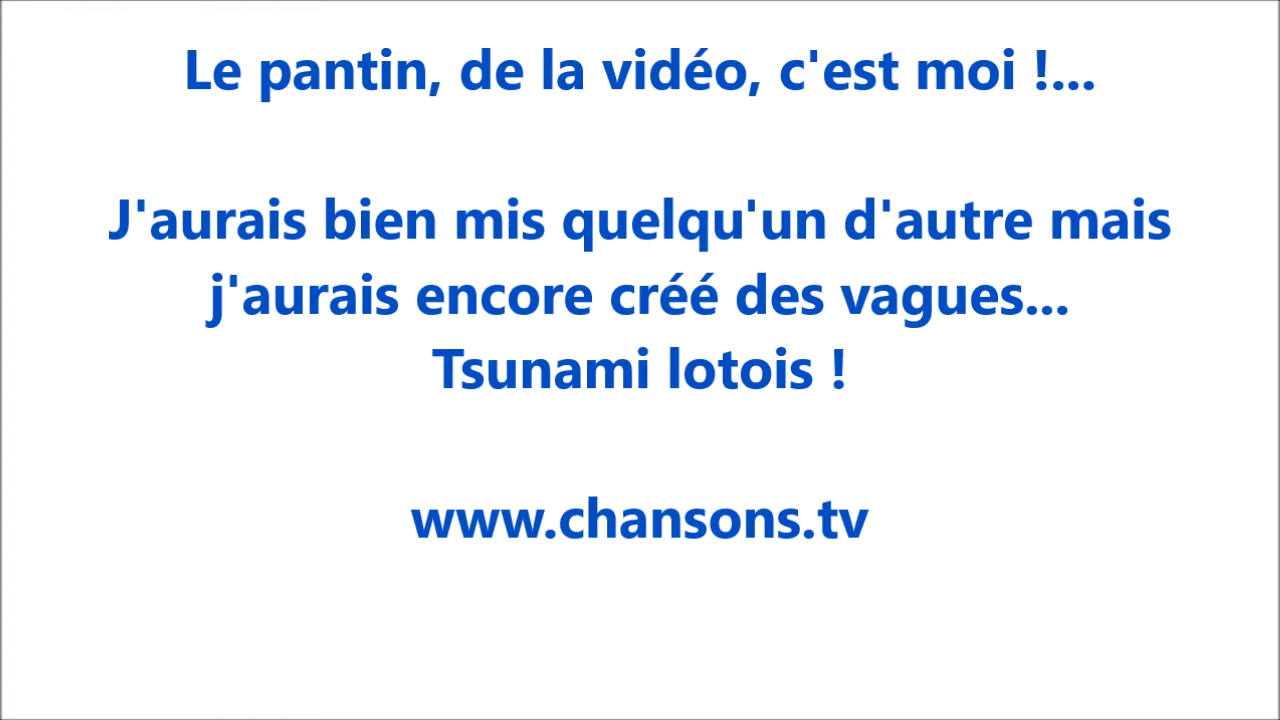 Le pantin, de la vidéo, c'est moi !...
J'aurais bien mis quelqu'un d'autre mais
j'aurais encore créé des vagues...
Tsunami lotois !
www.chansons.tv